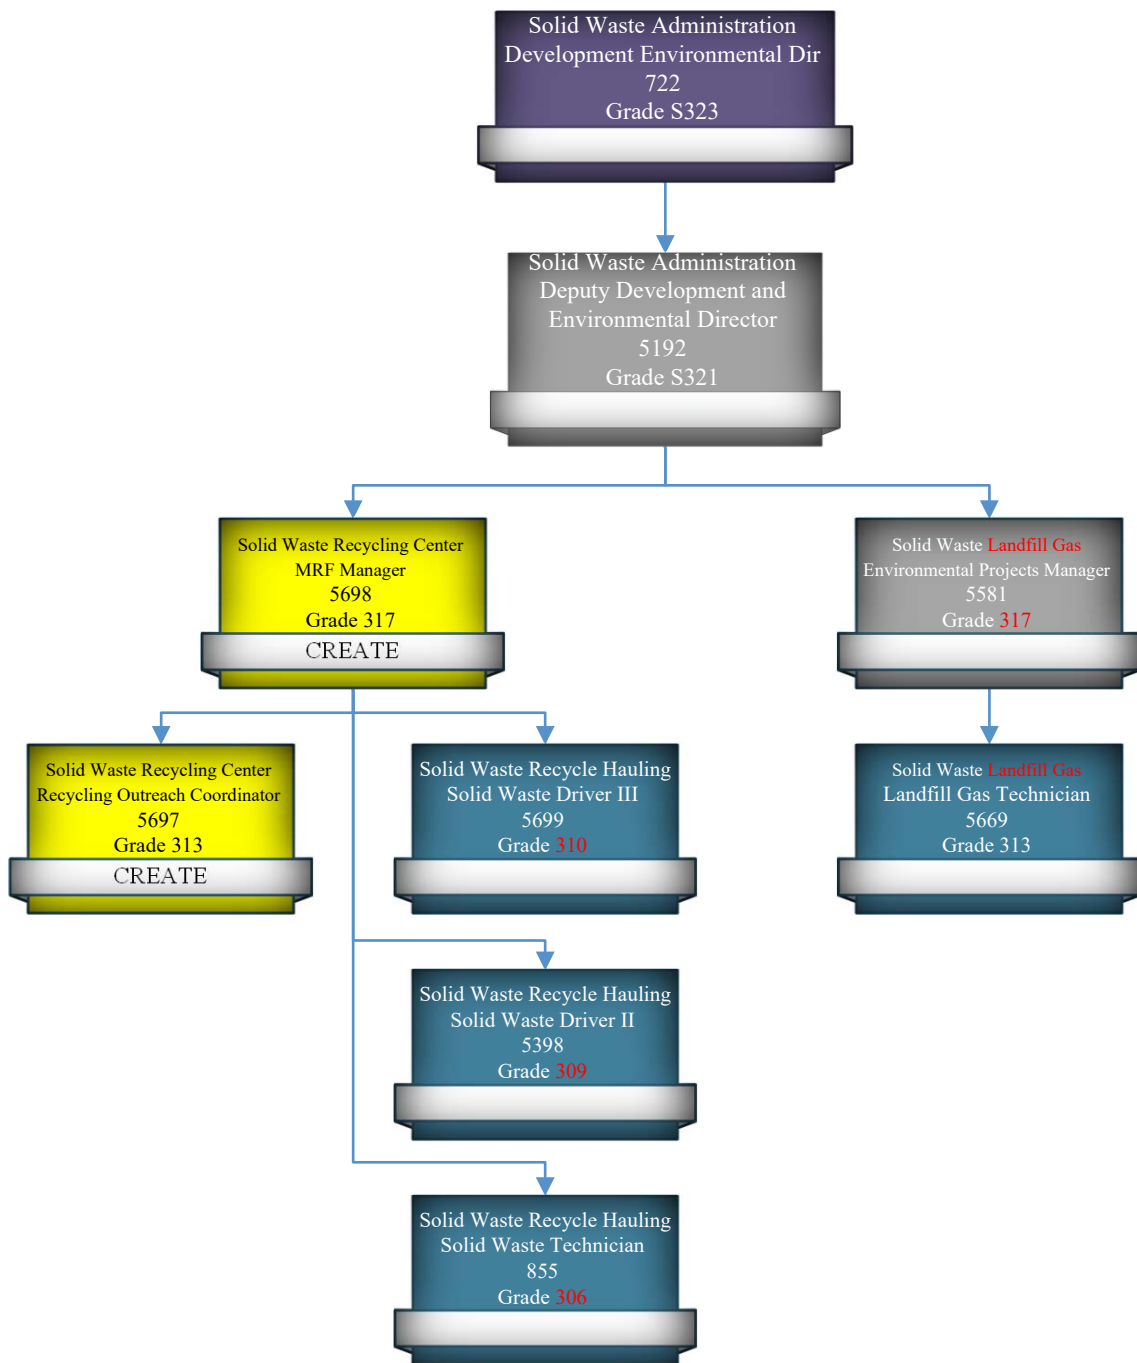 Solid Waste Administration
Development Environmental Dir
722
Grade S323
Solid Waste Administration
Deputy Development and
Environmental Director
5192
Grade S321
Solid Waste Recycling Center
MRF Manager
5698
Grade 317
CREATE
Solid Waste Landfill Gas
Environmental Projects Manager
5581
Grade 317
Solid Waste Recycling Center
Recycling Outreach Coordinator
5697
Grade 313
CREATE
Solid Waste Recycle Hauling
Solid Waste Driver III
5699
Grade 310
Solid Waste Landfill Gas
Landfill Gas Technician
5669
Grade 313
Solid Waste Recycle Hauling
Solid Waste Driver II
5398
Grade 309
Solid Waste Recycle Hauling
Solid Waste Technician
855
Grade 306